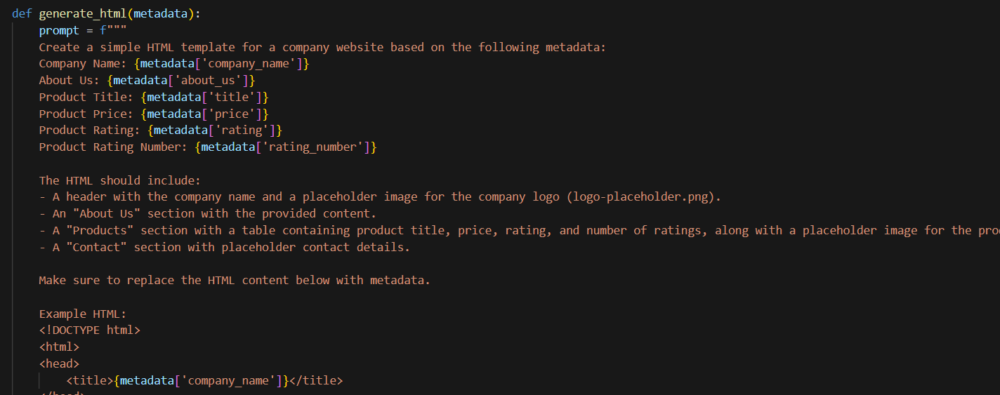 def generate_html(metadata):
    prompt = f"""
    Create a simple HTML template for a company website based on the following metadata:
    Company Name: {metadata['company_name']}
    About Us: {metadata['about_us']}
    Product Title: {metadata['title']}
    Product Price: {metadata['price']}
    Product Rating: {metadata['rating']}
    Product Rating Number: {metadata['rating_number']}

    The HTML should include:
    - A header with the company name and a placeholder image for the company logo (logo-placeholder.png).
    - An "About Us" section with the provided content.
    - A "Products" section with a table containing product title, price, rating, and number of ratings, along with a placeholder image for the
    - A "Contact" section with placeholder contact details.

    Make sure to replace the HTML content below with metadata.

    Example HTML:
    <!DOCTYPE html>
    <html>
    <head>
        <title>{metadata['company_name']}</title>